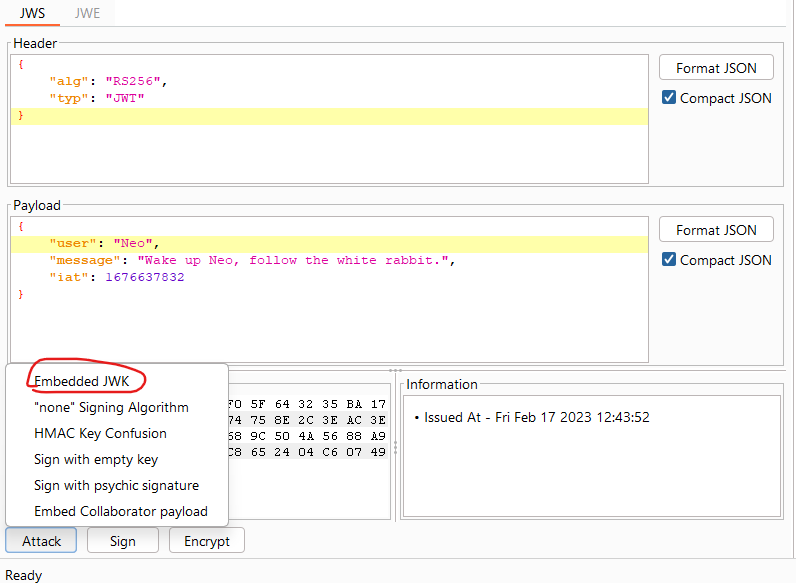 JWS JWE
Header
{
"alg": "RS256",
"typ": "JWT"
}
Format JSON
Compact JSON
Payload
{
"user": "Neo",
"message": "Wake up Neo, follow the white rabbit.",
"iat": 1676637832
}
Format JSON
Compact JSON
Embedded JWK
"none" Signing Algorithm
HMAC Key Confusion
Sign with empty key
Sign with psychic signature
Embed Collaborator payload
5F 64 32 35 BA 17
74 75 8E 2C 3E AC 3E
68 9C 50 4A 56 88 A9
C8 65 24 04 C6 07 49
Information
• Issued At - Fri Feb 17 2023 12:43:52
Attack Sign Encrypt
Ready